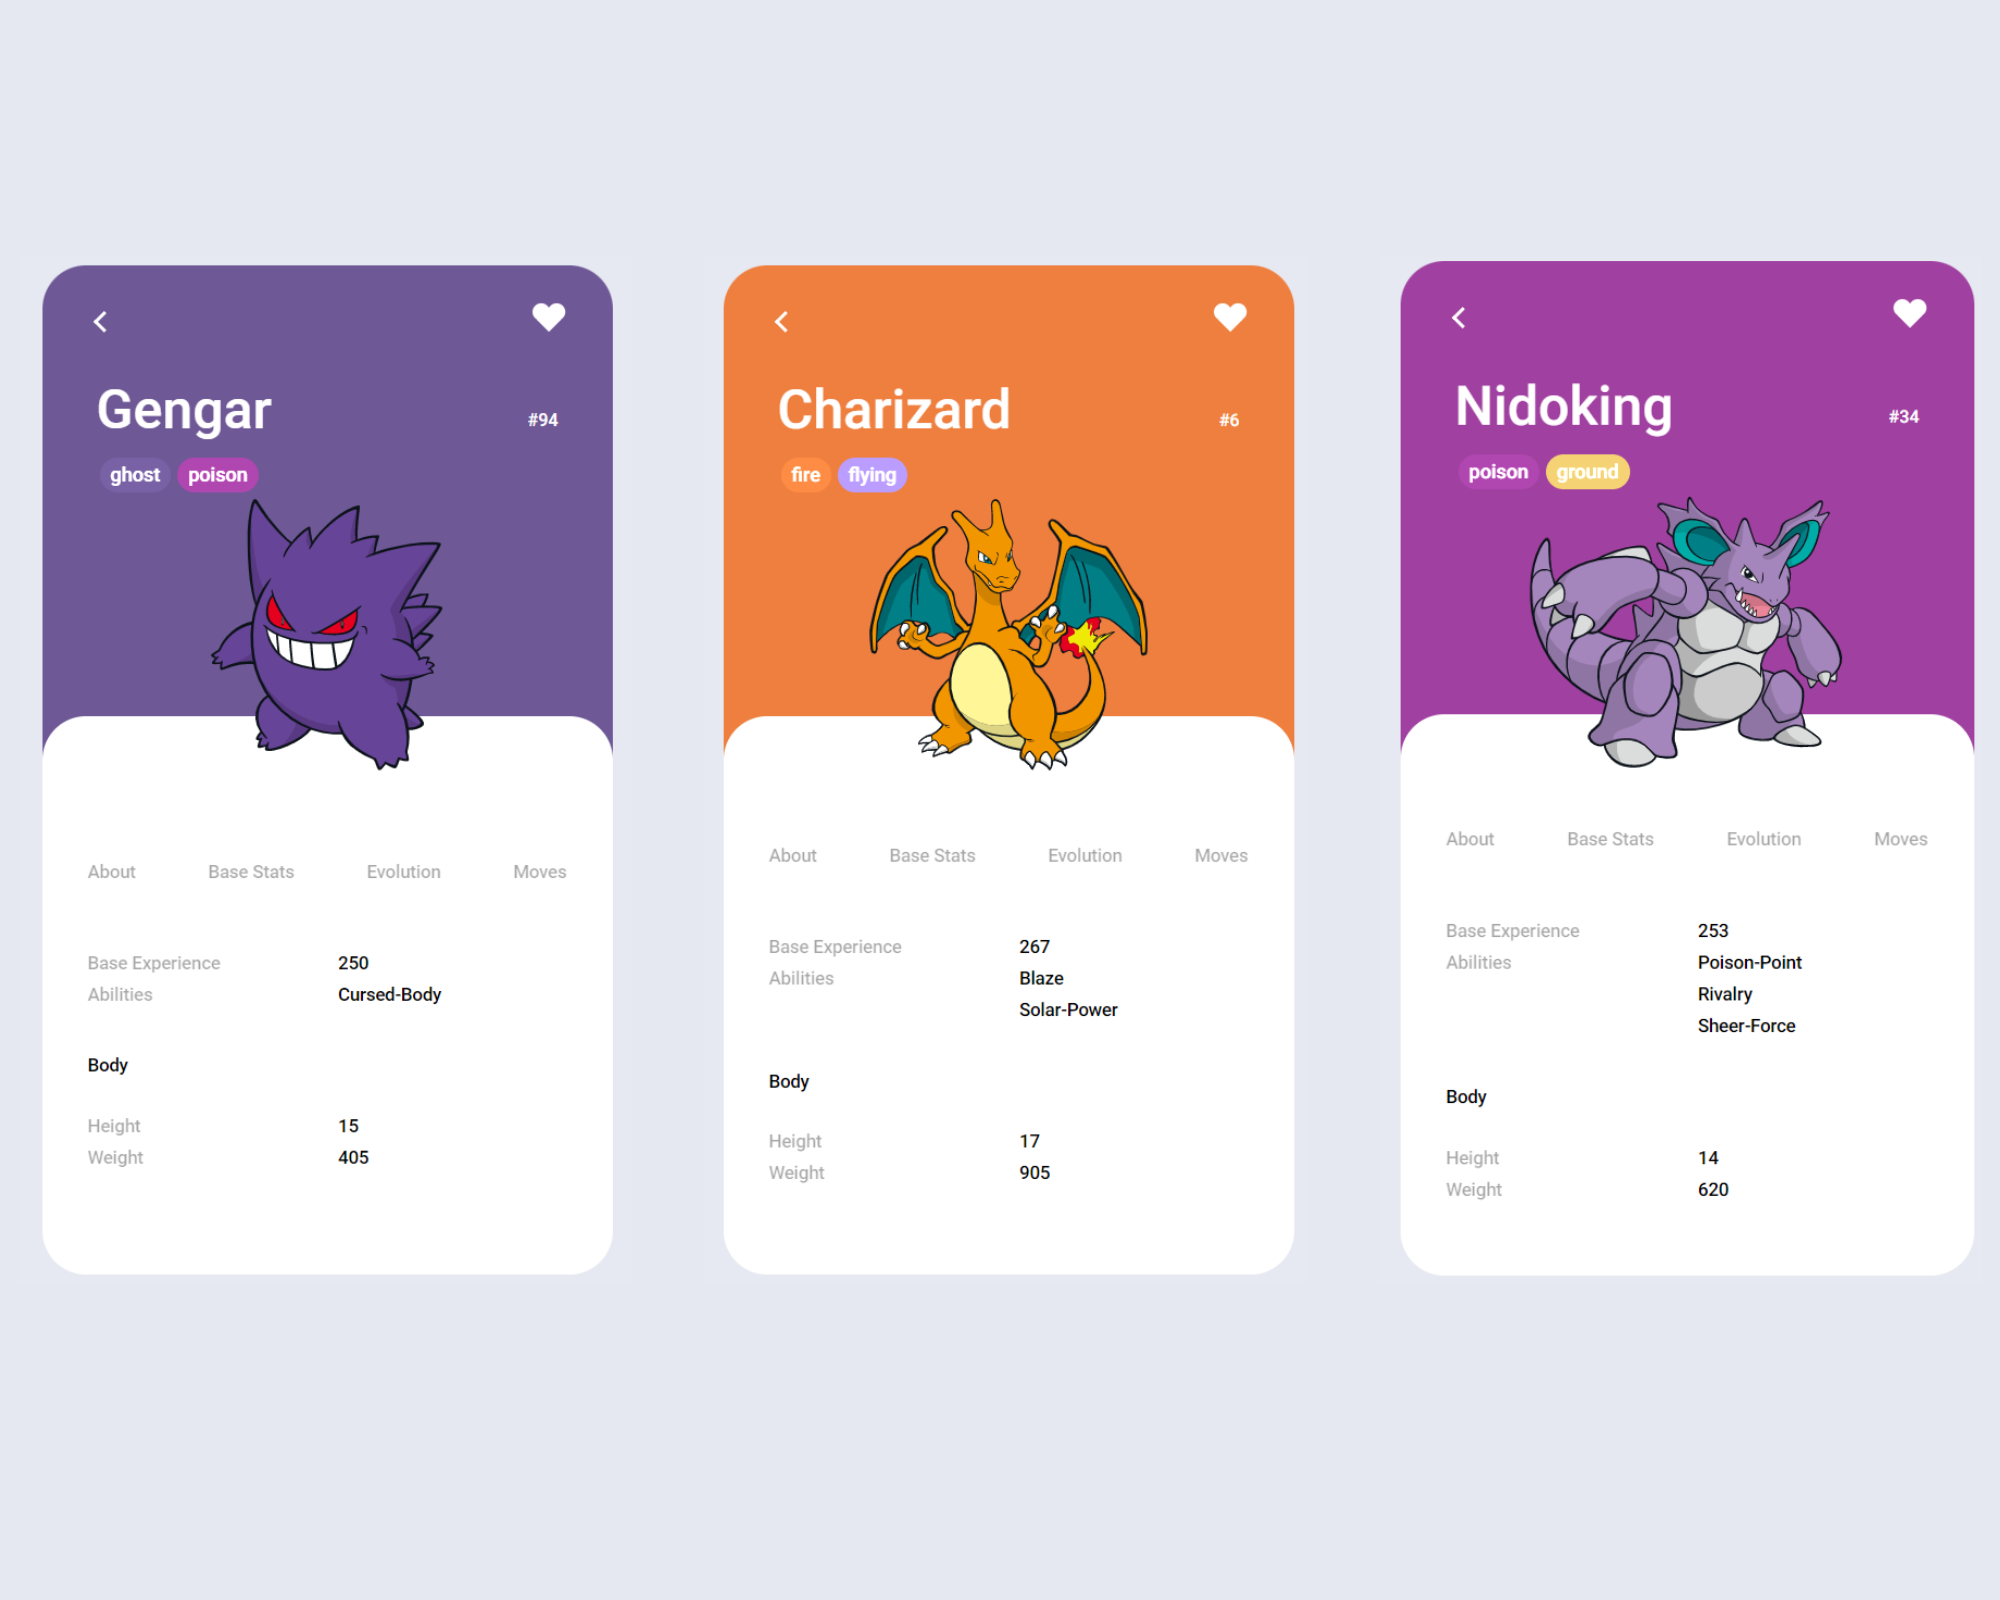 Gengar
#94
ghost poison
About Base Stats Evolution Moves
Base Experience 250
Abilities Cursed-Body
Body
Height 15
Weight 405
Charizard
#6
fire flying
About Base Stats Evolution Moves
Base Experience 267
Abilities Blaze
Solar-Power
Body
Height 17
Weight 905
Nidoking
#34
poison ground
About Base Stats Evolution Moves
Base Experience 253
Abilities Poison-Point
Rivalry
Sheer-Force
Body
Height 14
Weight 620